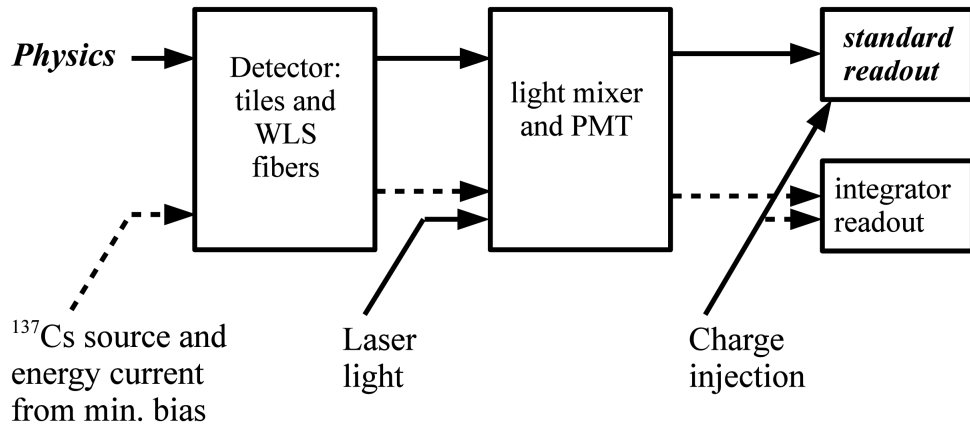 Physics
Detector:
tiles and
WLS
fibers
light mixer
and PMT
standard
readout
integrator
readout
¹³⁷Cs source and
energy current
from min. bias
Laser
light
Charge
injection